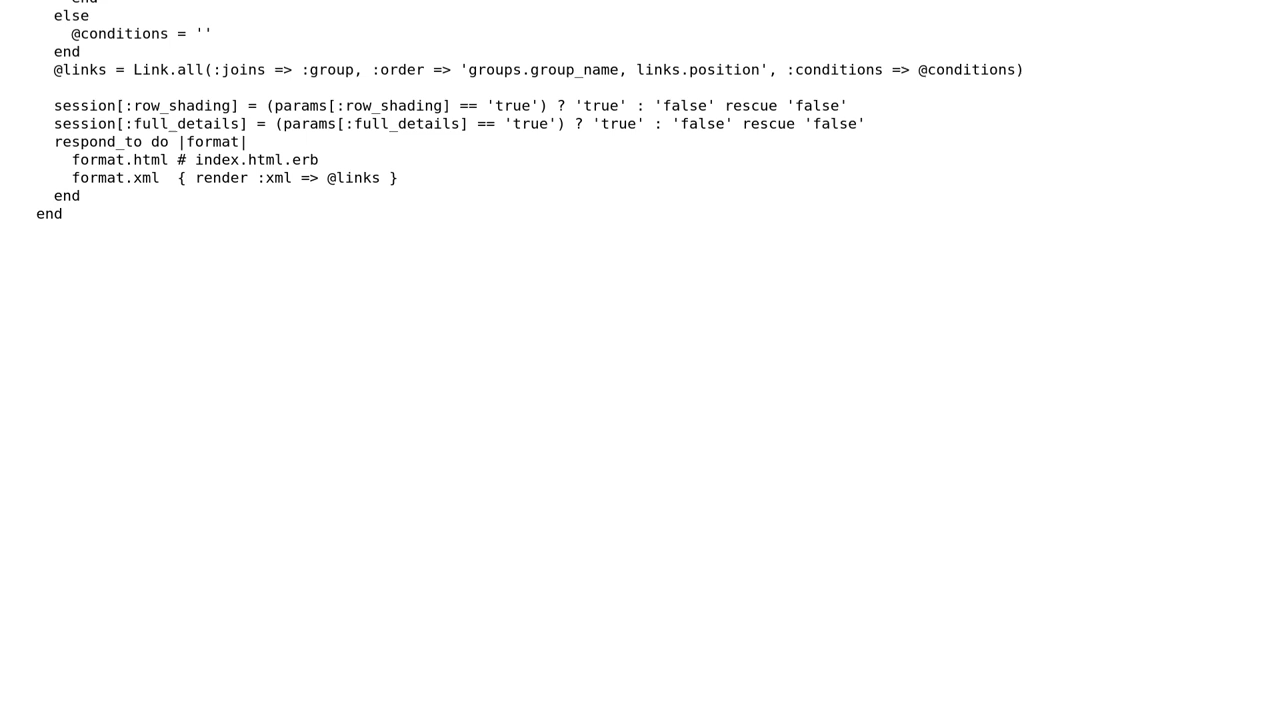 end
  else
    @conditions = ''
  end
  @links = Link.all(:joins => :group, :order => 'groups.group_name, links.position', :conditions => @conditions)

  session[:row_shading] = (params[:row_shading] == 'true') ? 'true' : 'false' rescue 'false'
  session[:full_details] = (params[:full_details] == 'true') ? 'true' : 'false' rescue 'false'
  respond_to do |format|
    format.html # index.html.erb
    format.xml  { render :xml => @links }
  end
end